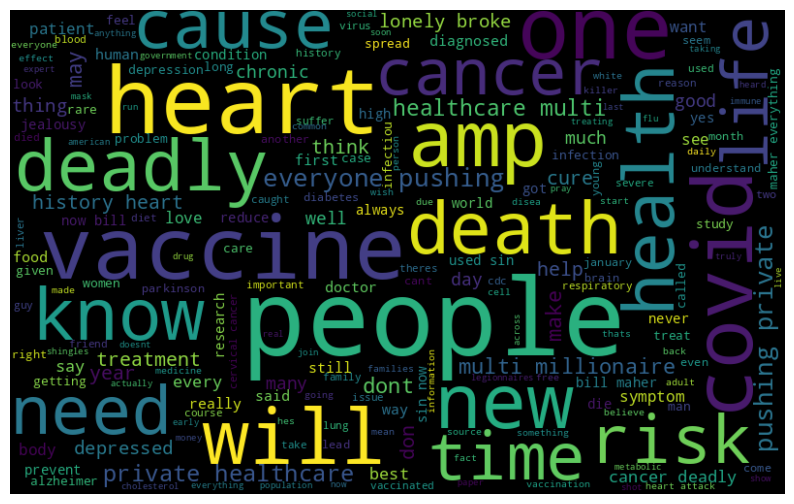 social
virus
soon
patient
anything
feel
cause
one
lonely broke
want
everyone
blood
government
human
condition
spread
diagnosed
seem
taking
effect
history
may
cancer
life
expert
depression
long
chronic
used
white
heard
look
mask
rare
suffer
high
healthcare multi
reason
killer
thing
run
heart
good
health
immune
jealousy
common
treating
last
flu
yes
daily
maher everything
died
problem
another
think
infectiou
amp
much
see
month
american
first
case
infection
person
young
understand
deadly
everyone pushing
cure
severe
two
caught
wish
pray
history heart
diabetes
got
due
disea
start
covid
liver
now bill
diet
reduce
always
world
death
study
love
well
food
drug
care
used sin
given
vaccine
theres
help
january
called
truly
live
women
parkinson
cant
day
cdc
brain
respiratory
made
important
doctor
cell
make
never
guy
know
research
people
across
thats
treat
friend
doesnt
real
back
pushing private
right
shingles
cervical cancer
join
families
multi millionaire
even
treatment
say
medicine
still
information
legionnaires
free
bill maher
adult
getting
actually
going
family
sin now
new
die
man
year
every
many
dont
symptom
believe
need
really
said
hes
issue
way
source
something
course
will
don
time
risk
depressed
early
lung
fact
body
money
mean
take
lead
metabolic
come
prevent
private healthcare
best
cancer deadly
show
alzheimer
cholesterol
everything
population
now
vaccinated
paper
vaccination
shot
heart attack